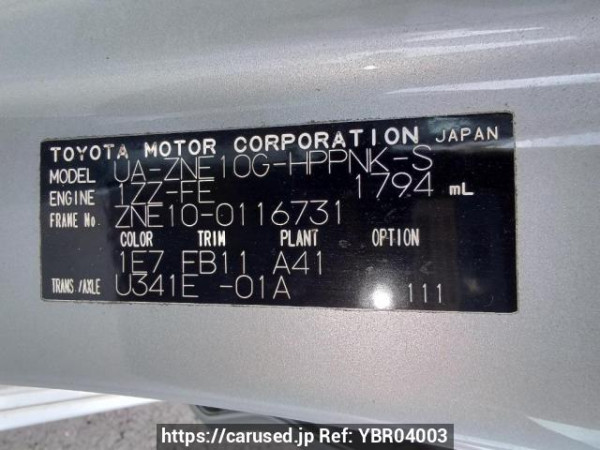 TOYOTA MOTOR CORPORATION JAPAN
MODEL UA-ZNE10G-HPPNK-S
ENGINE 1ZZ-FE 1794 mL
FRAME No. ZNE10-0116731
COLOR TRIM PLANT OPTION
1E7 FB11 A41
TRANS/AXLE U341E -01A 111
https://carused.jp Ref: YBR04003